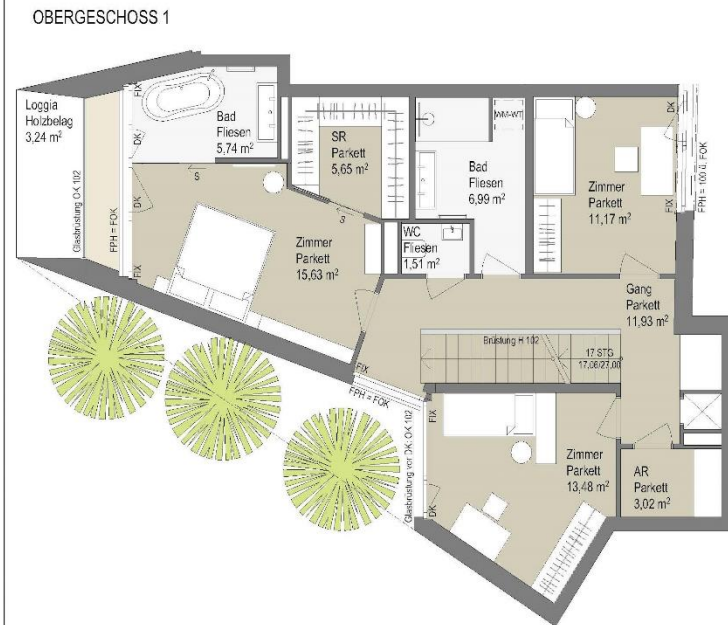 OBERGESCHOSS 1
Loggia
Holzbelag
3,24 m²
Glasbrüstung OK 102
FPH = FOK
FIX
DK
DK
FIX
Bad
Fliesen
5,74 m²
S
SR
Parkett
5,65 m²
S
Zimmer
Parkett
15,63 m²
WM-WT
Bad
Fliesen
6,99 m²
WC
Fliesen
1,51 m²
Zimmer
Parkett
11,17 m²
DK
FIX
FPH = 100 ü. FOK
Gang
Parkett
11,93 m²
Brüstung H 102
17 STG
17,06/27,00
FIX
FPH = FOK
Glasbrüstung vor DK; OK 102
FIX
DK
Zimmer
Parkett
13,48 m²
AR
Parkett
3,02 m²